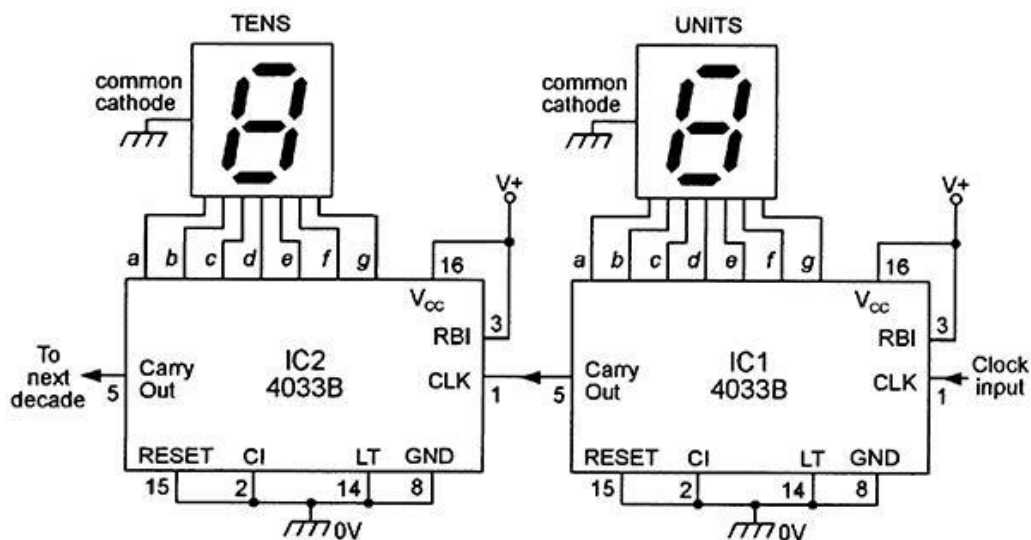 TENS
UNITS
common
cathode
common
cathode
V+
V+
a b c d e f g 16
a b c d e f g 16
VCC
VCC
3
3
RBI
RBI
To
next
decade
5
Carry
Out
IC2
4033B
CLK
1
5
Carry
Out
IC1
4033B
CLK
1
Clock
input
RESET CI LT GND
RESET CI LT GND
15 2 14 8
15 2 14 8
0V
0V